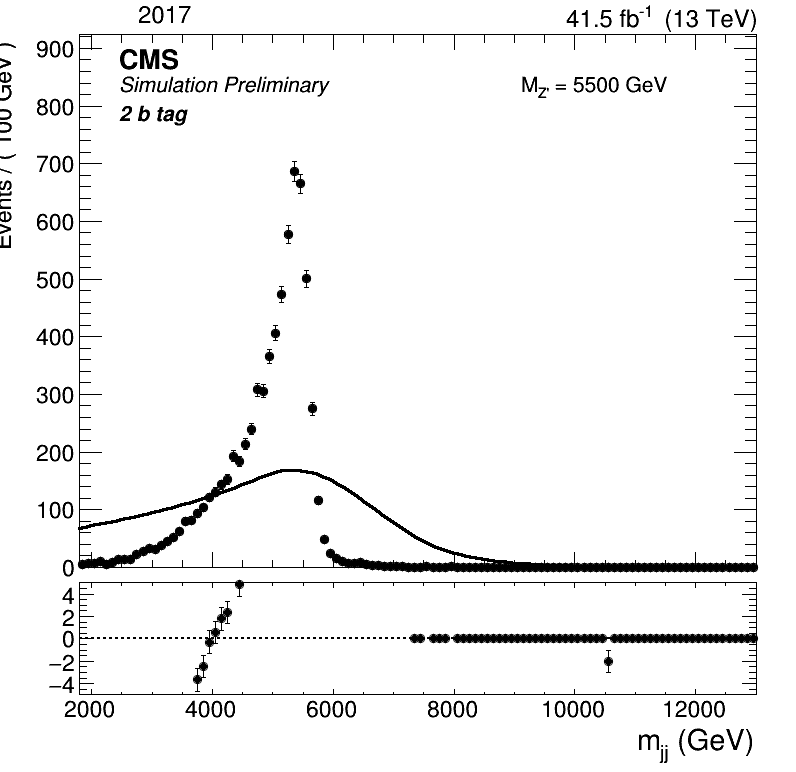 2017
41.5 fb-1 (13 TeV)
CMS
Simulation Preliminary
2 b tag
MZ' = 5500 GeV
Events / ( 100 GeV )
900
800
700
600
500
400
300
200
100
0
4
2
0
−2
−4
2000 4000 6000 8000 10000 12000
mjj (GeV)